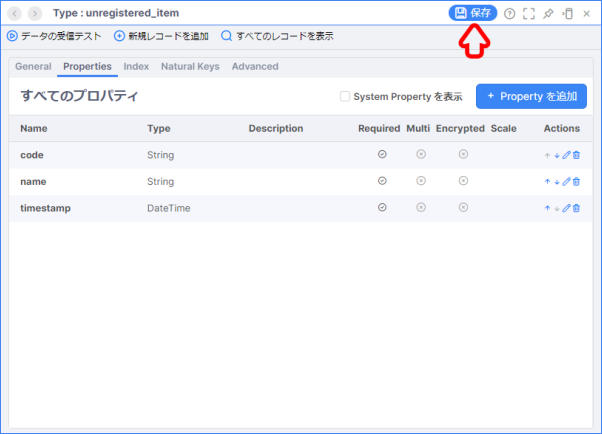 Type : unregistered_item
保存
データの受信テスト
新規レコードを追加
すべてのレコードを表示
General Properties Index Natural Keys Advanced
すべてのプロパティ
System Property を表示
+ Property を追加
Name Type Description Required Multi Encrypted Scale Actions
code String
name String
timestamp DateTime